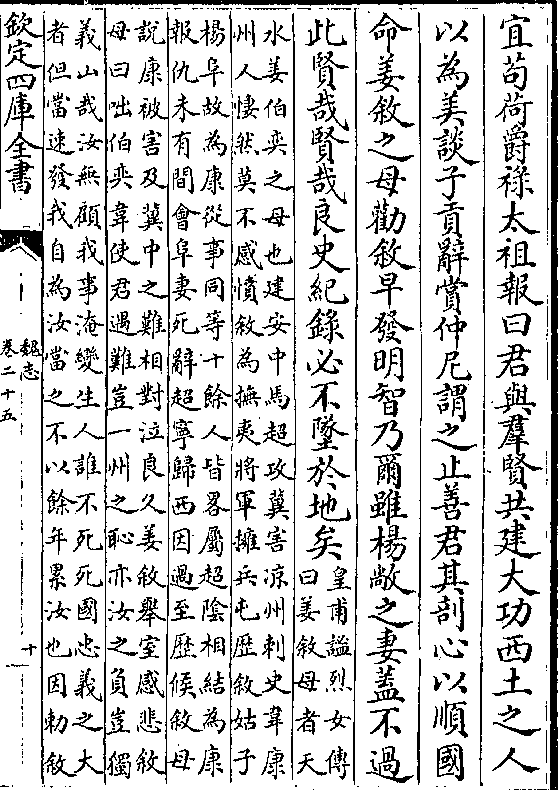 宜苟荷爵祿太祖報曰君與羣賢共建大功西土之人
以為美談子貢辭賞仲尼謂之止善君其剖心以順國
命姜敘之母勸敘早發明智乃爾雖楊敞之妻蓋不過
此賢哉賢哉良史紀録必不墜於地矣
皇甫謐烈女傳
曰姜敘母者天
水姜伯奕之母也建安中馬超攻冀害凉州刺史韋康
州人悽然莫不感憤敘為撫夷將軍擁兵屯歷敘姑子
楊阜故為康從事同等十餘人皆畧屬超陰相結為康
報仇未有間會阜妻死辭超寧歸西因過至歷候敘母
說康被害及冀中之難相對泣良久姜敘舉室感悲敘
母曰咄伯奕韋使君遇難豈一州之恥亦汝之負豈獨
義山哉汝無顧我事淹變生人誰不死死國忠義之大
者但當速發我自為汝當之不以餘年累汝也因勅敘
欽定四庫全書
魏志
卷二十五
十